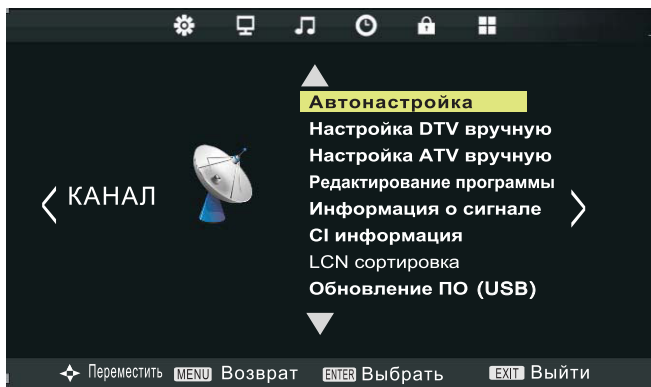 Автонастройка
Настройка DTV вручную
Настройка ATV вручную
Редактирование программы
КАНАЛ
Информация о сигнале
CI информация
LCN сортировка
Обновление ПО (USB)
Переместить MENU Возврат ENTER Выбрать EXIT Выйти